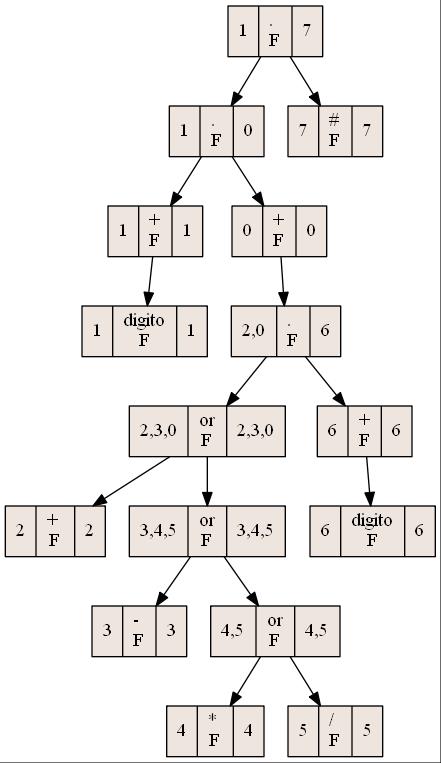 1 . F 7
1 . F 0
7 # F 7
1 + F 1
0 + F 0
1 digito F 1
2,0 . F 6
2,3,0 or F 2,3,0
6 + F 6
2 + F 2
3,4,5 or F 3,4,5
6 digito F 6
3 - F 3
4,5 or F 4,5
4 * F 4
5 / F 5